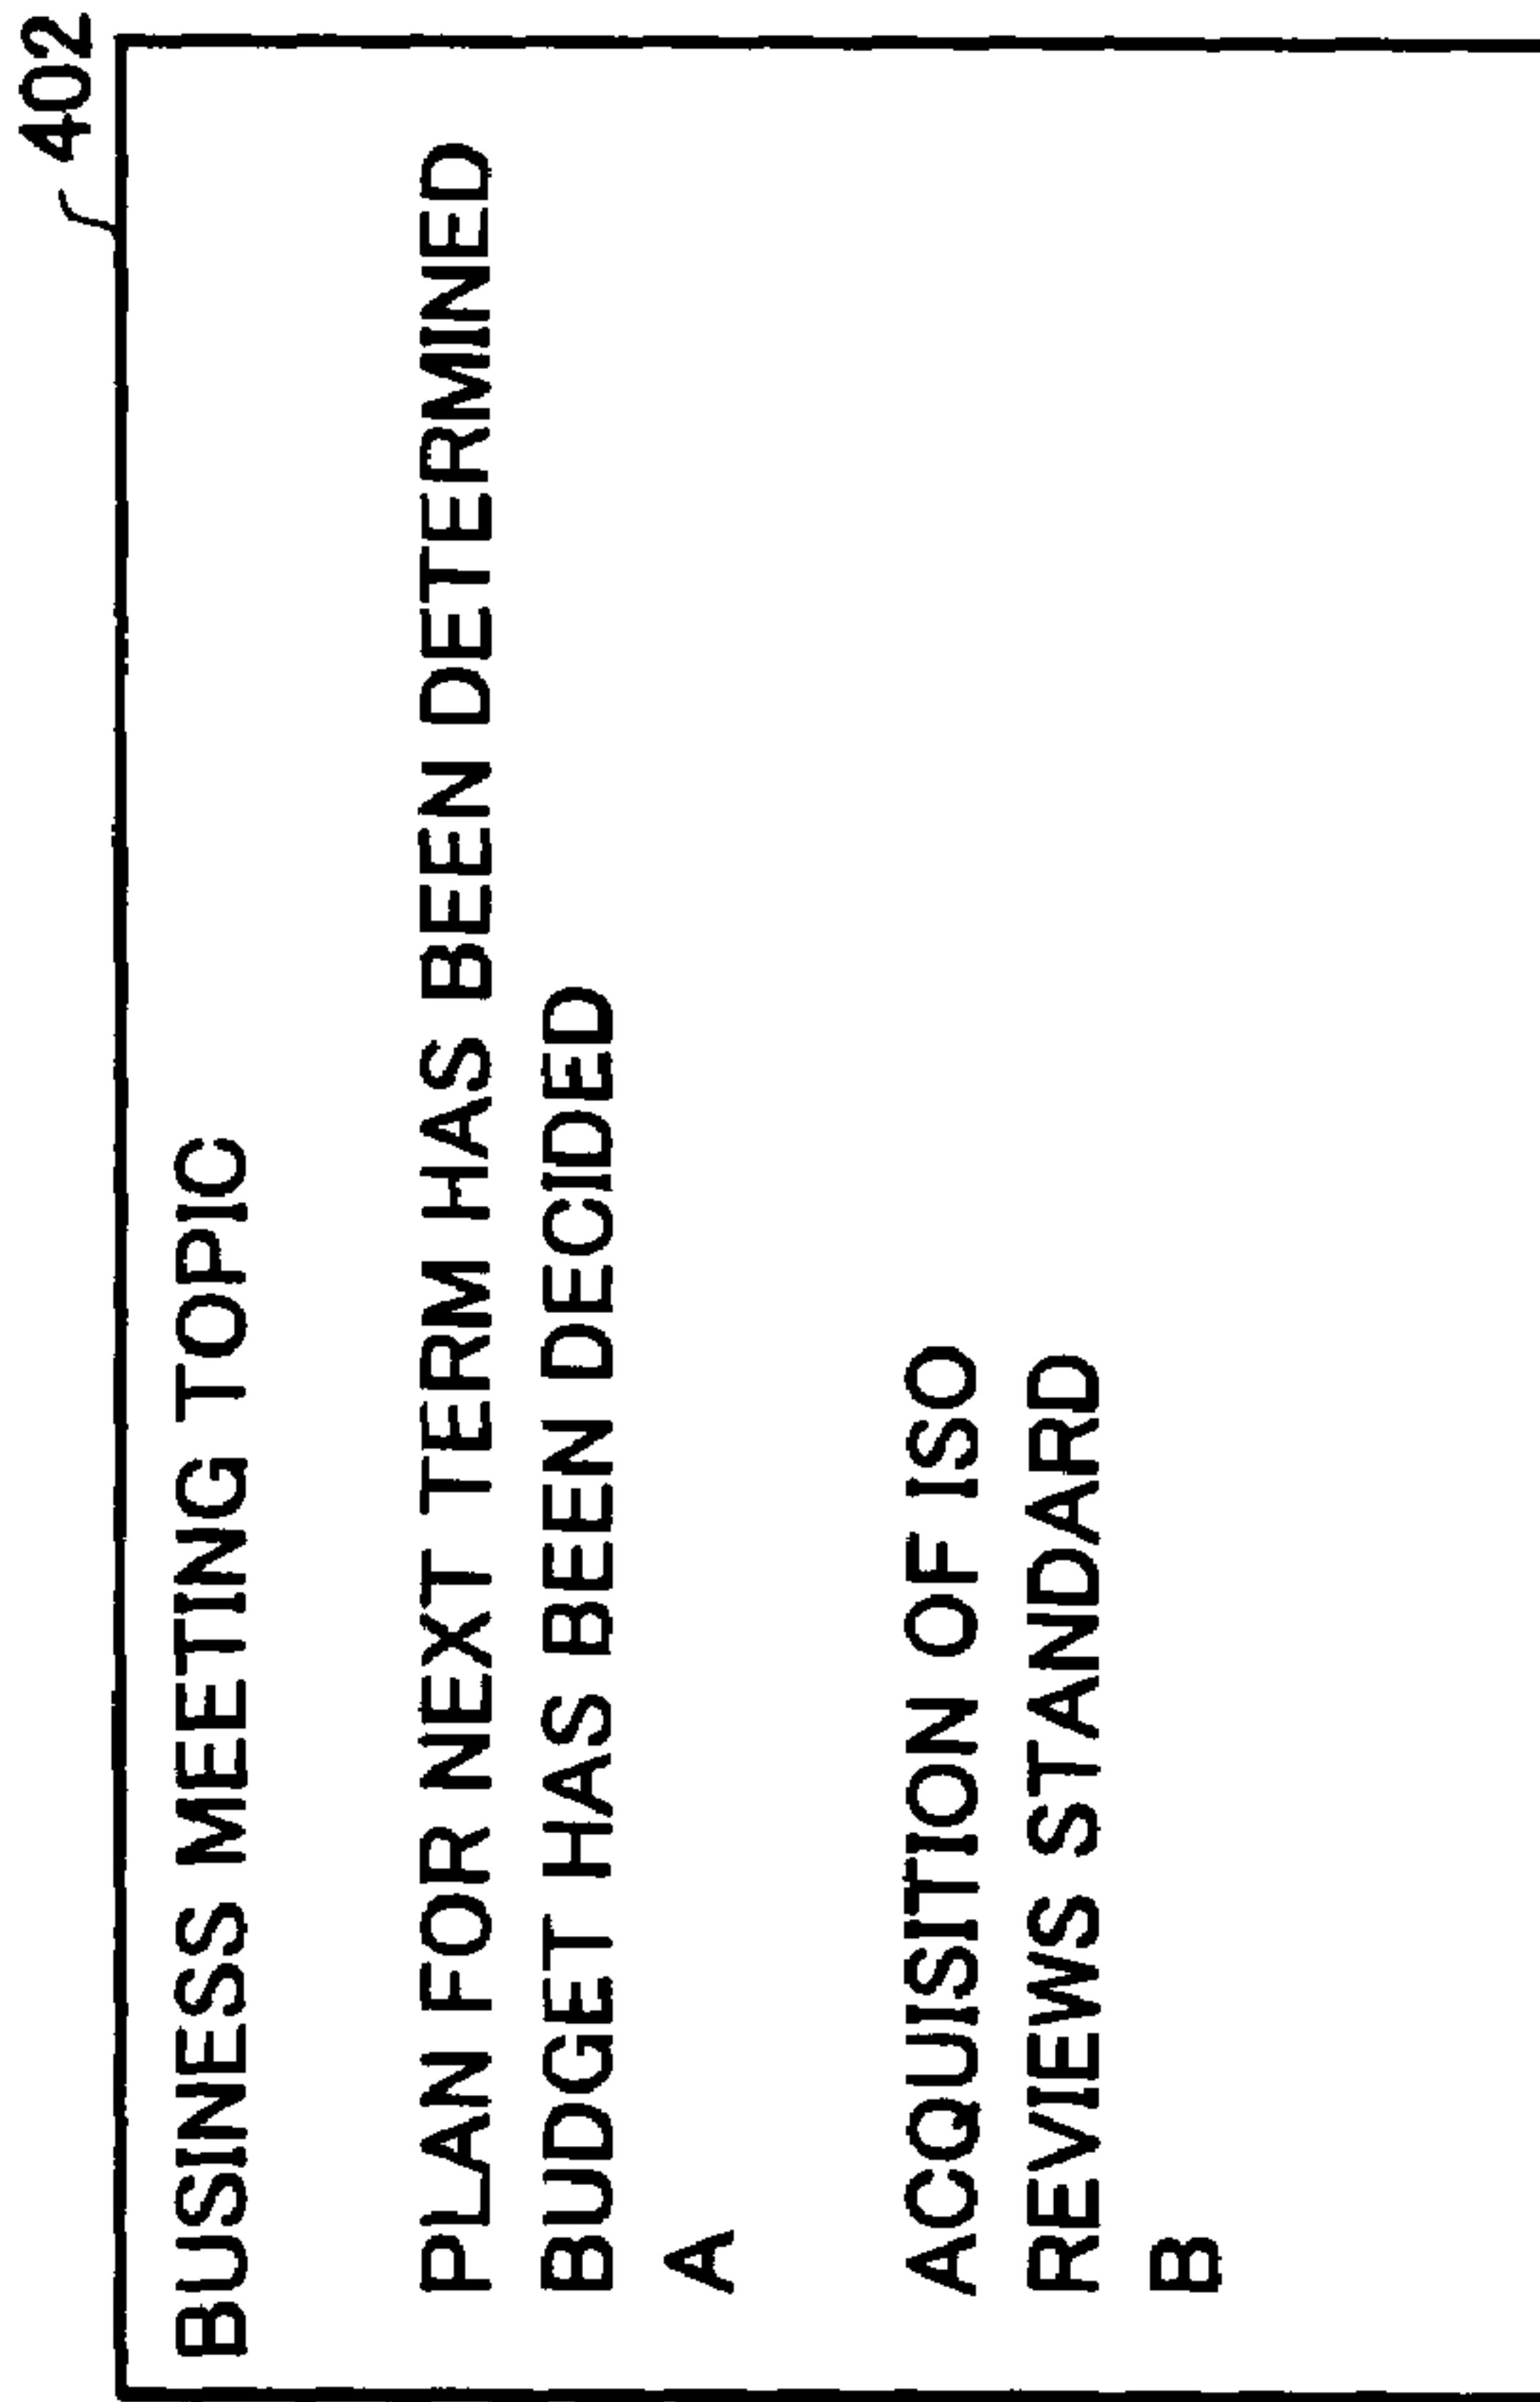 402
BUSINESS MEETING TOPIC
PLAN FOR NEXT TERM HAS BEEN DETERMINED
BUDGET HAS BEEN DECIDED
A
ACQUISITION OF ISO
REVIEWS STANDARD
B